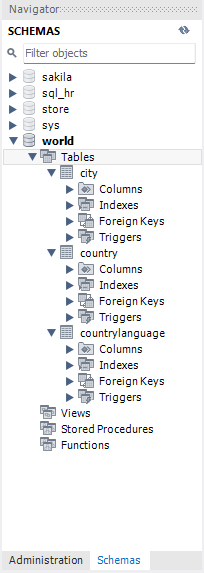 Navigator
SCHEMAS
Filter objects
sakila
sql_hr
store
sys
world
Tables
city
Columns
Indexes
Foreign Keys
Triggers
country
Columns
Indexes
Foreign Keys
Triggers
countrylanguage
Columns
Indexes
Foreign Keys
Triggers
Views
Stored Procedures
Functions
Administration Schemas